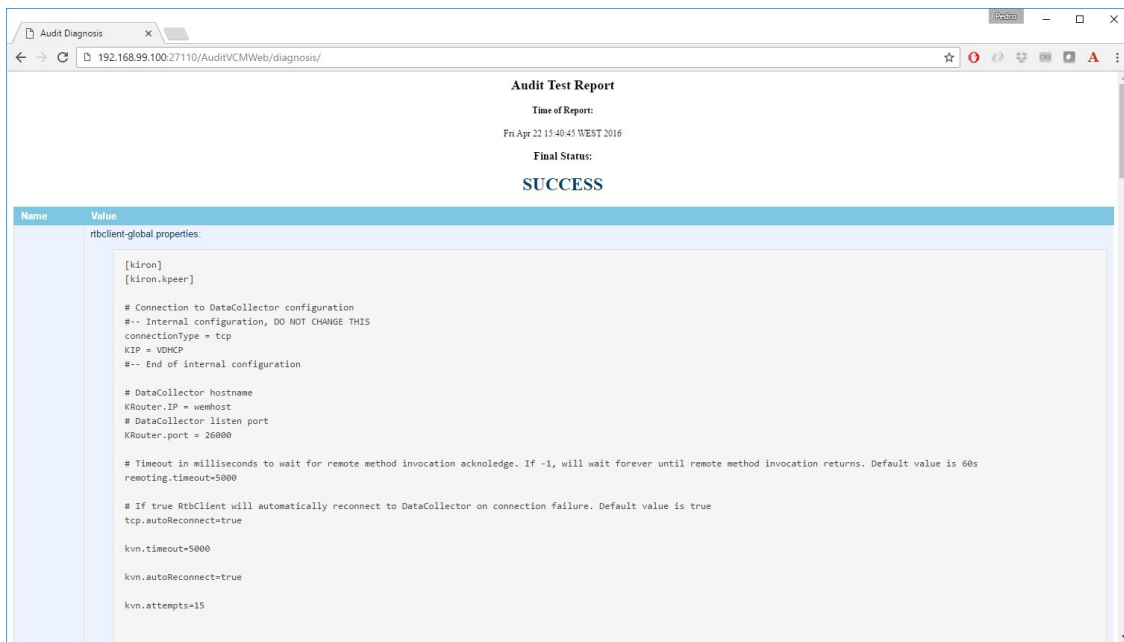 Pedro
Audit Diagnosis
192.168.99.100:27110/AuditVCMWeb/diagnosis/
Audit Test Report
Time of Report:
Fri Apr 22 15:40:45 WEST 2016
Final Status:
SUCCESS
Name Value
rtbclient-global.properties:
[kiron]
[kiron.kpeer]
# Connection to DataCollector configuration
#-- Internal configuration, DO NOT CHANGE THIS
connectionType = tcp
KIP = VDHCP
#-- End of internal configuration
# DataCollector hostname
KRouter.IP = wemhost
# DataCollector listen port
KRouter.port = 26000
# Timeout in milliseconds to wait for remote method invocation acknoledge. If -1, will wait forever until remote method invocation returns. Default value is 60s
remoting.timeout=5000
# If true RtbClient will automatically reconnect to DataCollector on connection failure. Default value is true
tcp.autoReconnect=true
kvn.timeout=5000
kvn.autoReconnect=true
kvn.attempts=15